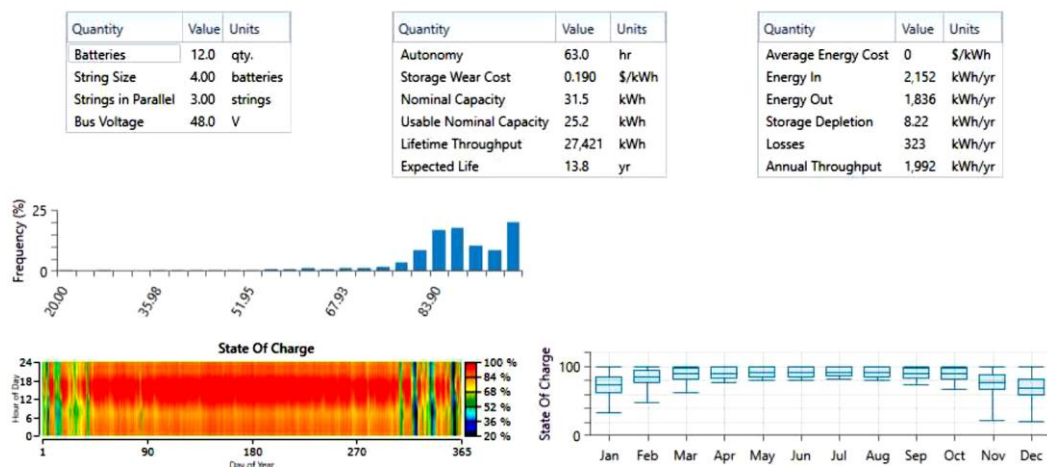 Quantity Value Units
Batteries 12.0 qty.
String Size 4.00 batteries
Strings in Parallel 3.00 strings
Bus Voltage 48.0 V
Quantity Value Units
Autonomy 63.0 hr
Storage Wear Cost 0.190 $/kWh
Nominal Capacity 31.5 kWh
Usable Nominal Capacity 25.2 kWh
Lifetime Throughput 27,421 kWh
Expected Life 13.8 yr
Quantity Value Units
Average Energy Cost 0 $/kWh
Energy In 2,152 kWh/yr
Energy Out 1,836 kWh/yr
Storage Depletion 8.22 kWh/yr
Losses 323 kWh/yr
Annual Throughput 1,992 kWh/yr
Frequency (%)
25
0
20.00 35.98 51.95 67.93 83.90
State Of Charge
Hour of Day
24
18
12
6
0
1 90 180 270 365
Day of Year
100 %
84 %
68 %
52 %
36 %
20 %
State Of Charge
100
0
Jan Feb Mar Apr May Jun Jul Aug Sep Oct Nov Dec